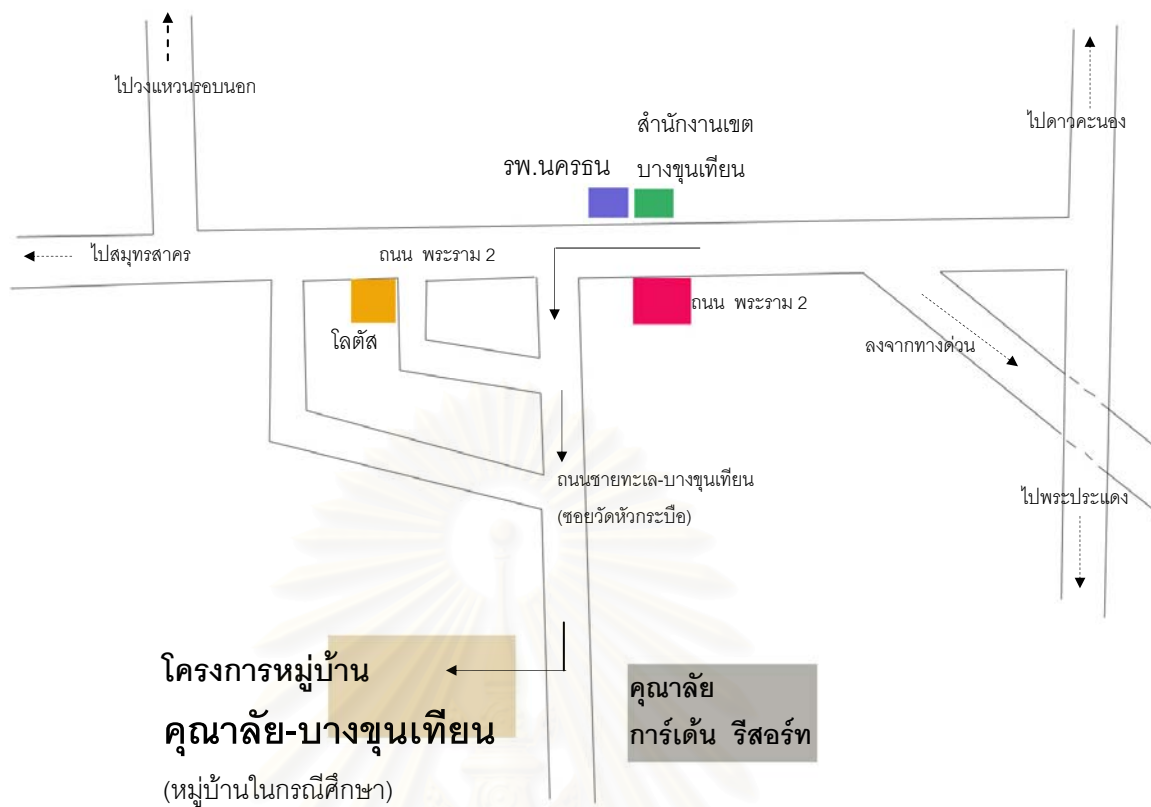 ไปวงแหวนรอบนอก
สำนักงานเขต
บางขุนเทียน
ไปดาวคะนอง
รพ.นครธน
ไปสมุทรสาคร
ถนน พระราม 2
ถนน พระราม 2
โลตัส
ลงจากทางด่วน
ถนนชายทะเล-บางขุนเทียน
(ซอยวัดหัวกระบือ)
ไปพระประแดง
โครงการหมู่บ้าน
คุณาลัย-บางขุนเทียน
(หมู่บ้านในกรณีศึกษา)
คุณาลัย
การ์เด้น รีสอร์ท